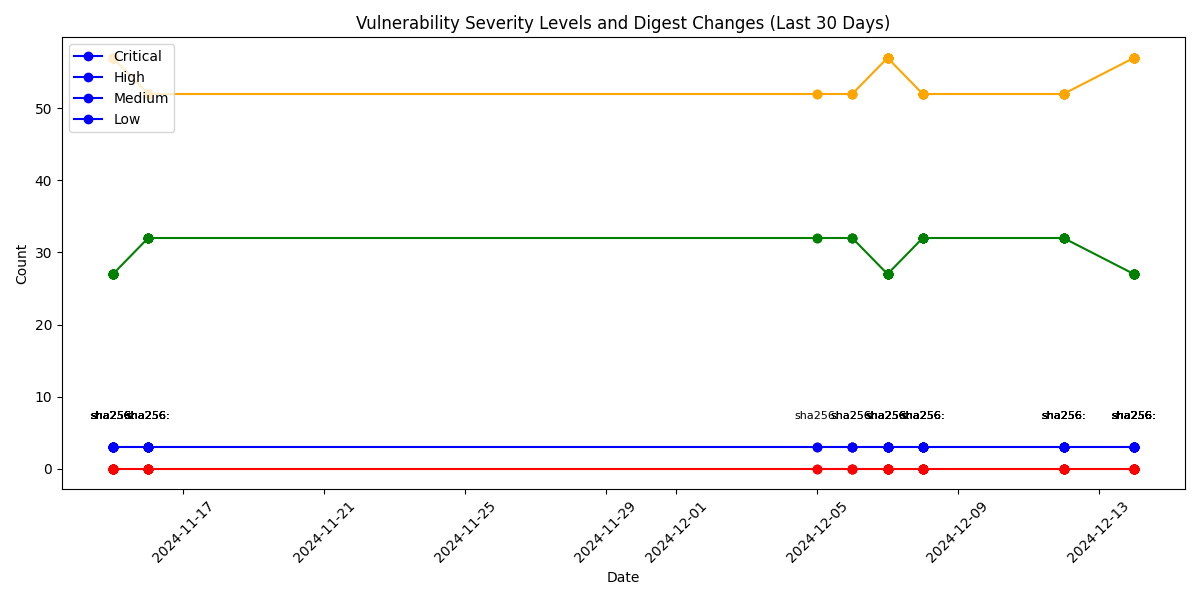 Vulnerability Severity Levels and Digest Changes (Last 30 Days)
Critical
High
Medium
Low
Count
50
40
30
20
10
0
sha256: sha256: sha256: sha256: sha256: sha256: sha256: sha256:
2024-11-17 2024-11-21 2024-11-25 2024-11-29 2024-12-01 2024-12-05 2024-12-09 2024-12-13
Date